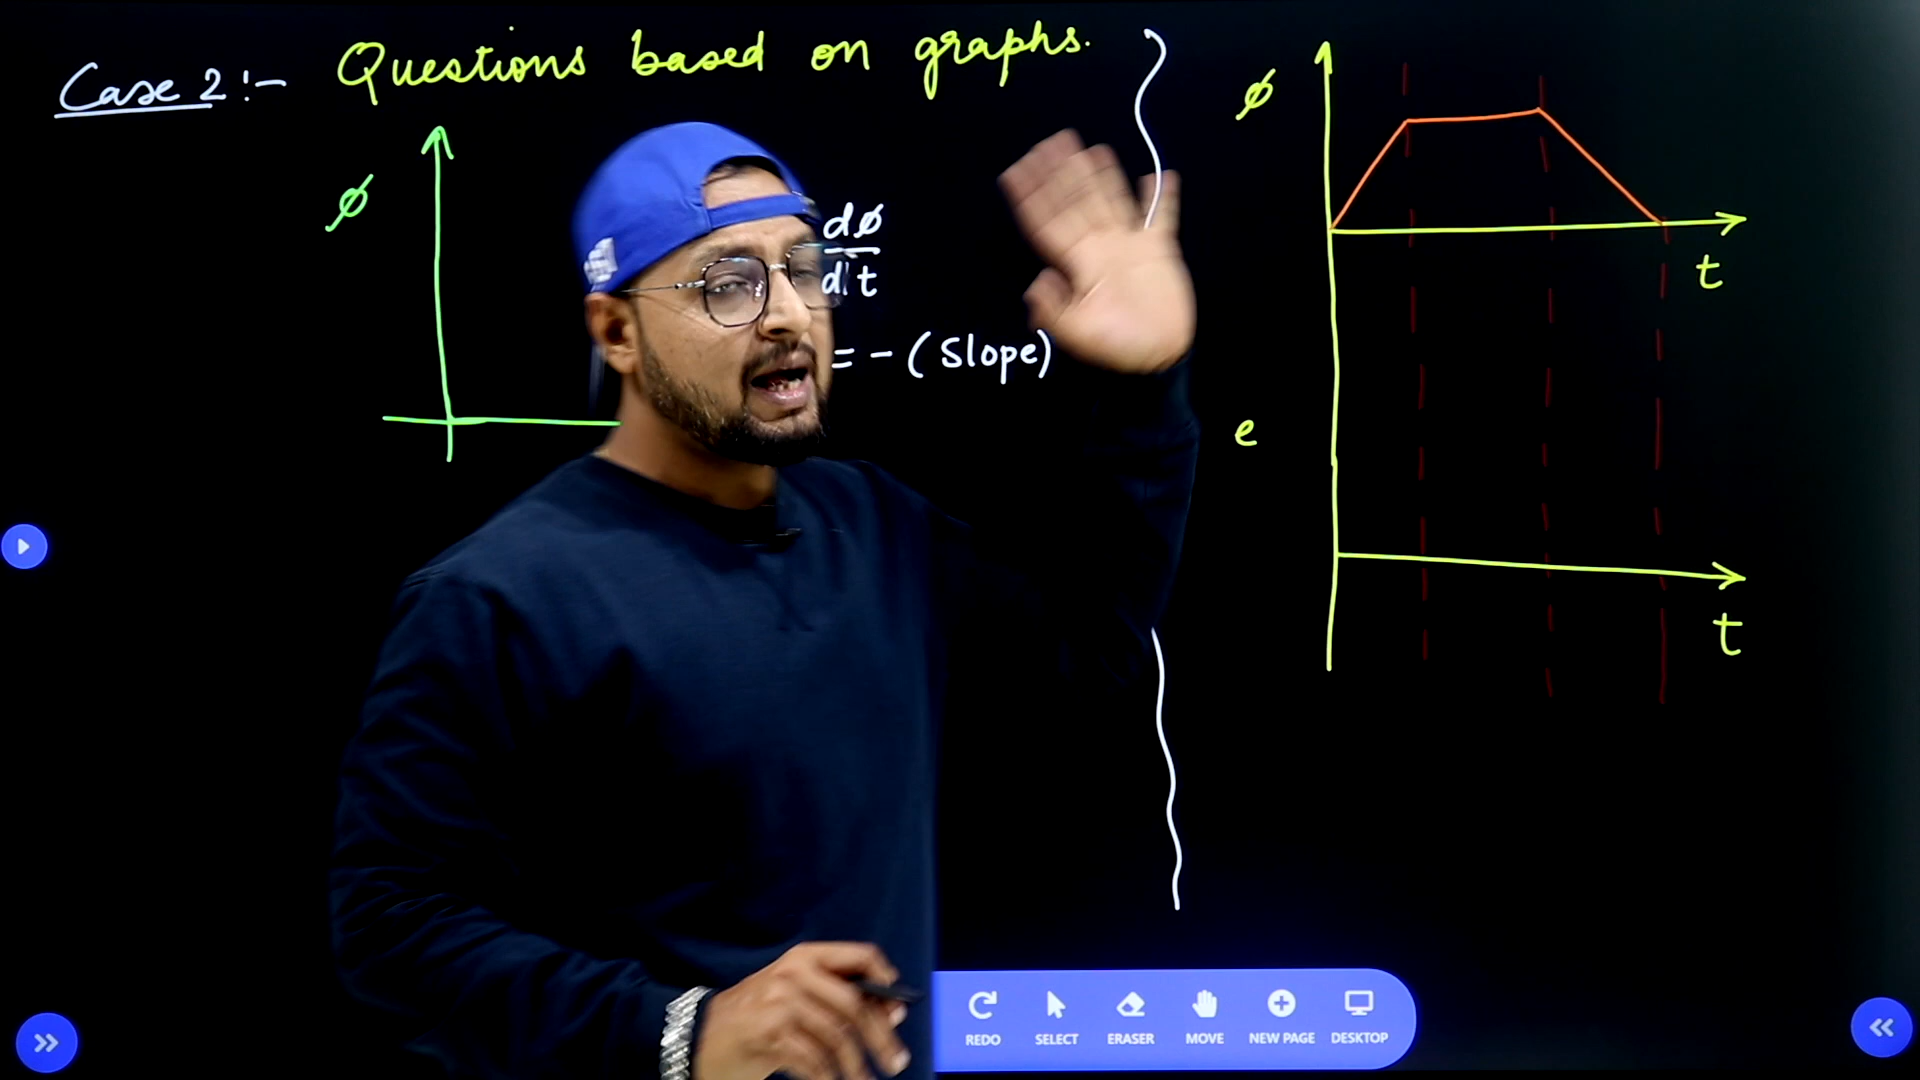 Case 2 :- Questions based on graphs.
ϕ
dϕ
dt
= - (Slope)
ϕ
t
e
t
REDO SELECT ERASER MOVE NEW PAGE DESKTOP